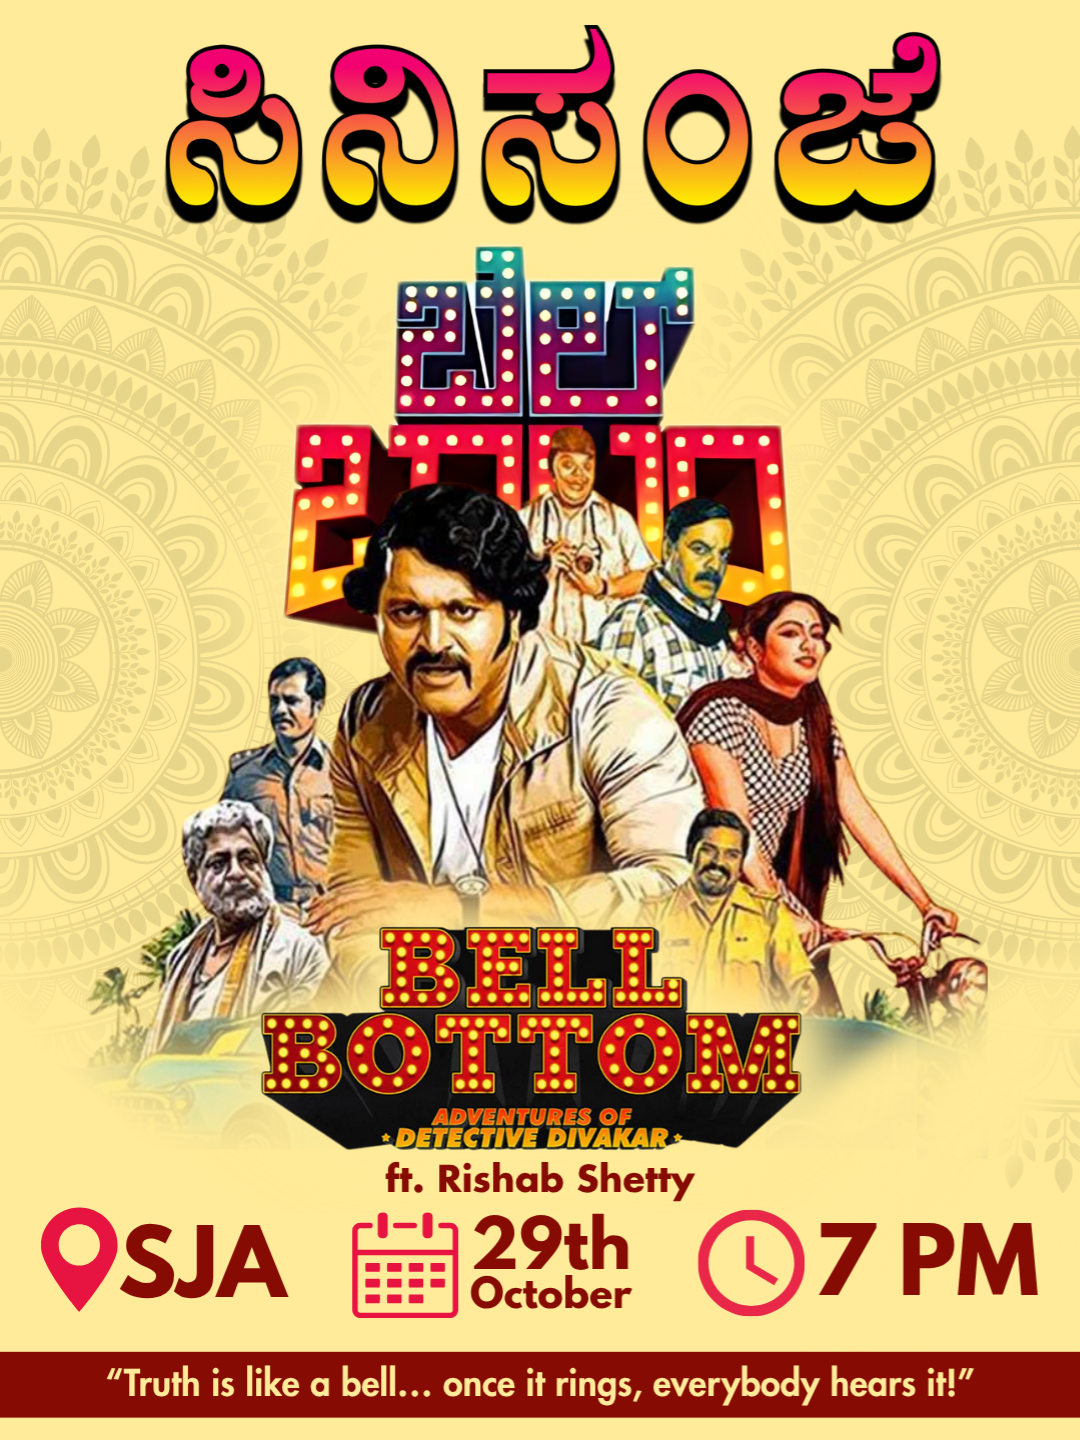 ಸಿನಿಸಂಜೆ
ಬೆಲ್
ಬಾಟಂ
BELL
BOTTOM
ADVENTURES OF
DETECTIVE DIVAKAR
ft. Rishab Shetty
SJA
29th
October
7 PM
“Truth is like a bell... once it rings, everybody hears it!”